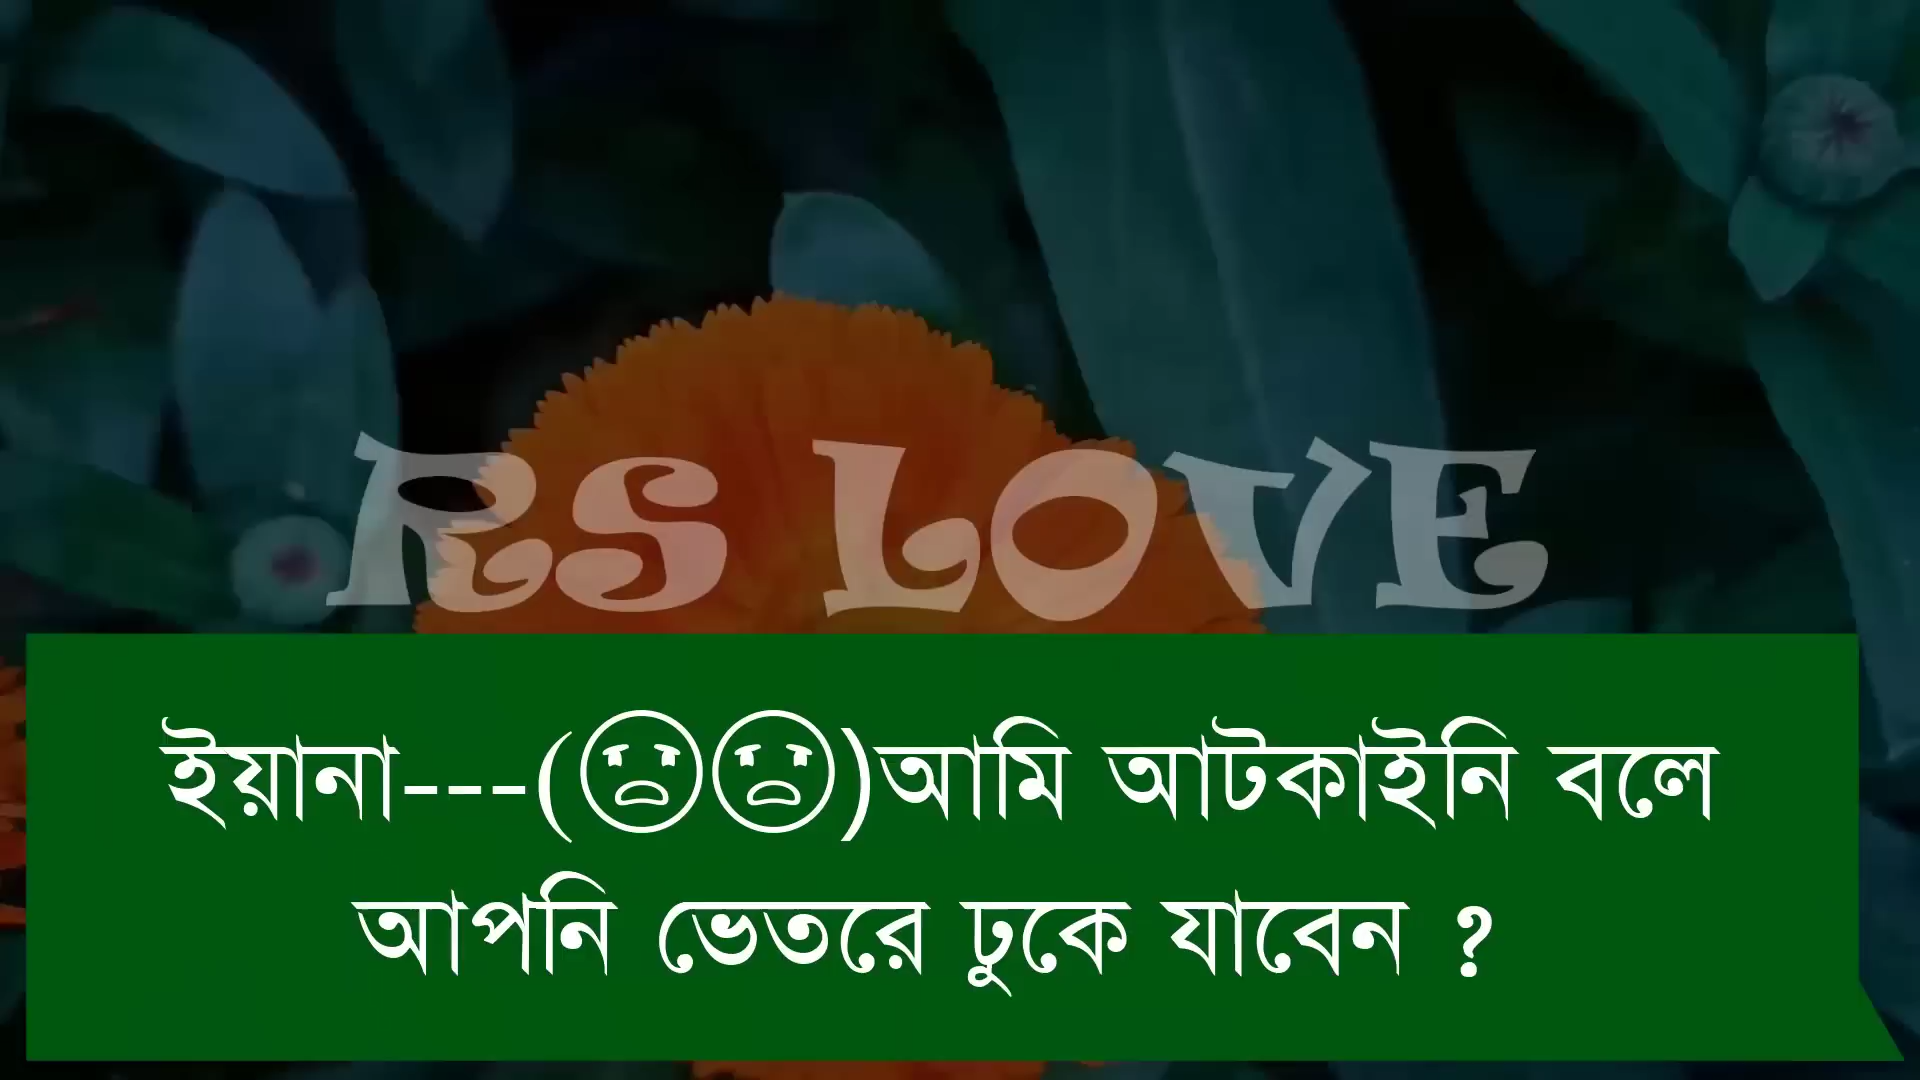 RS LOVE
ইয়ানা---(😟😟)আমি আটকাইনি বলে
আপনি ভেতরে ঢুকে যাবেন ?